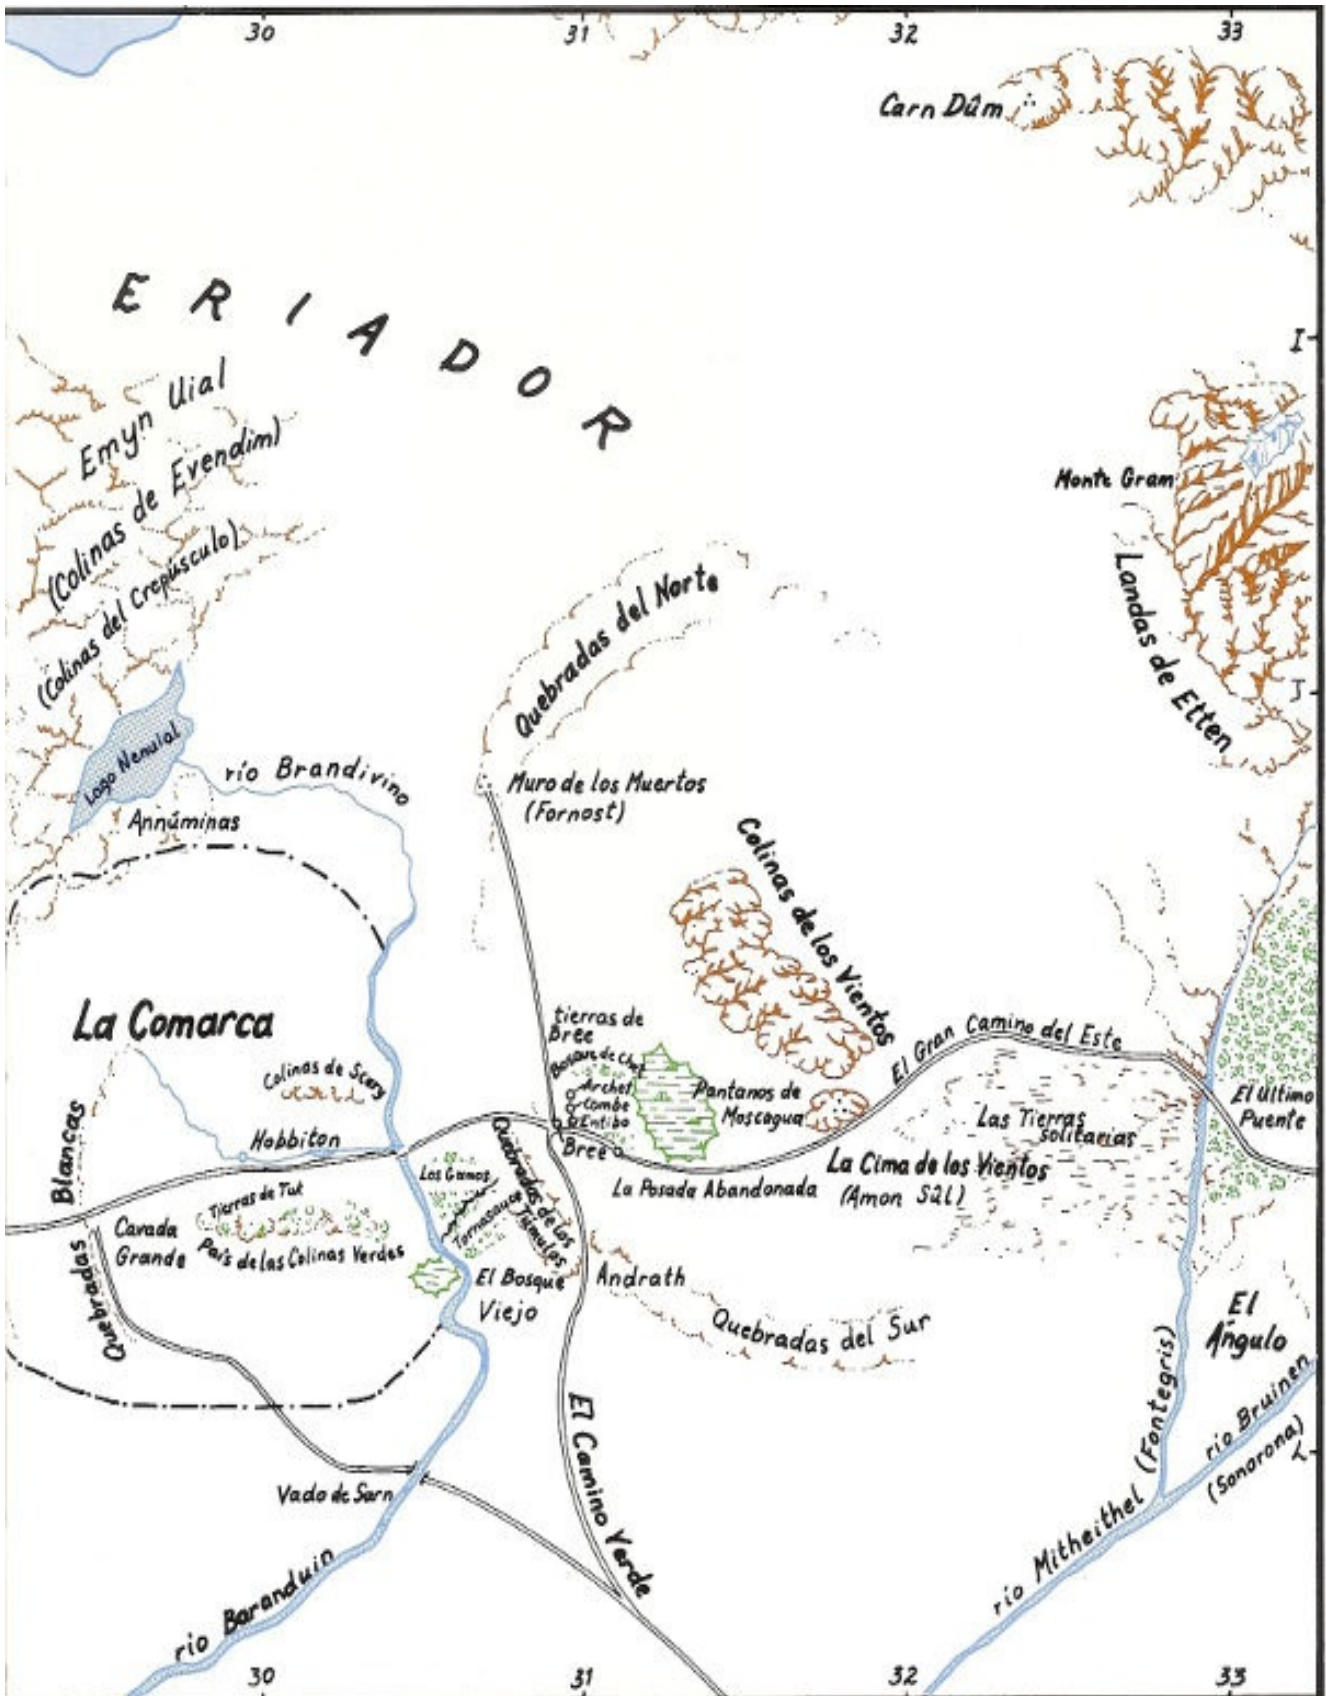 30
31
32
33
Carn Dûm
ERIADOR
I
Emyn Uial
(Colinas de Evendim)
(Colinas del Crepúsculo)
Monte Gram
Landas de Etten
Quebradas del Norte
J
Lago Nenuial
río Brandivino
Muro de los Muertos
(Fornost)
Annúminas
Colinas de los Vientos
La Comarca
tierras de
Bree
Bosque de Chet
Archet
Combe
Entibo
Bree
Colinas de Scary
Pantanos de
Moscagua
El Gran Camino del Este
Las Tierras
solitarias
El Ultimo
Puente
Hobbiton
Quebradas Blancas
Los Gamos
Quebradas de los
Túmulos
La Posada Abandonada
La Cima de los Vientos
(Amon Sûl)
Tierras de Tuk
País de las Colinas Verdes
Cavada
Grande
El Bosque
Viejo
Andrath
Quebradas del Sur
El
Ángulo
El Camino Verde
río Mitheithel (Fontegris)
río Bruinen
(Sonorona)
Vado de Sarn
río Baranduin
30
31
32
33